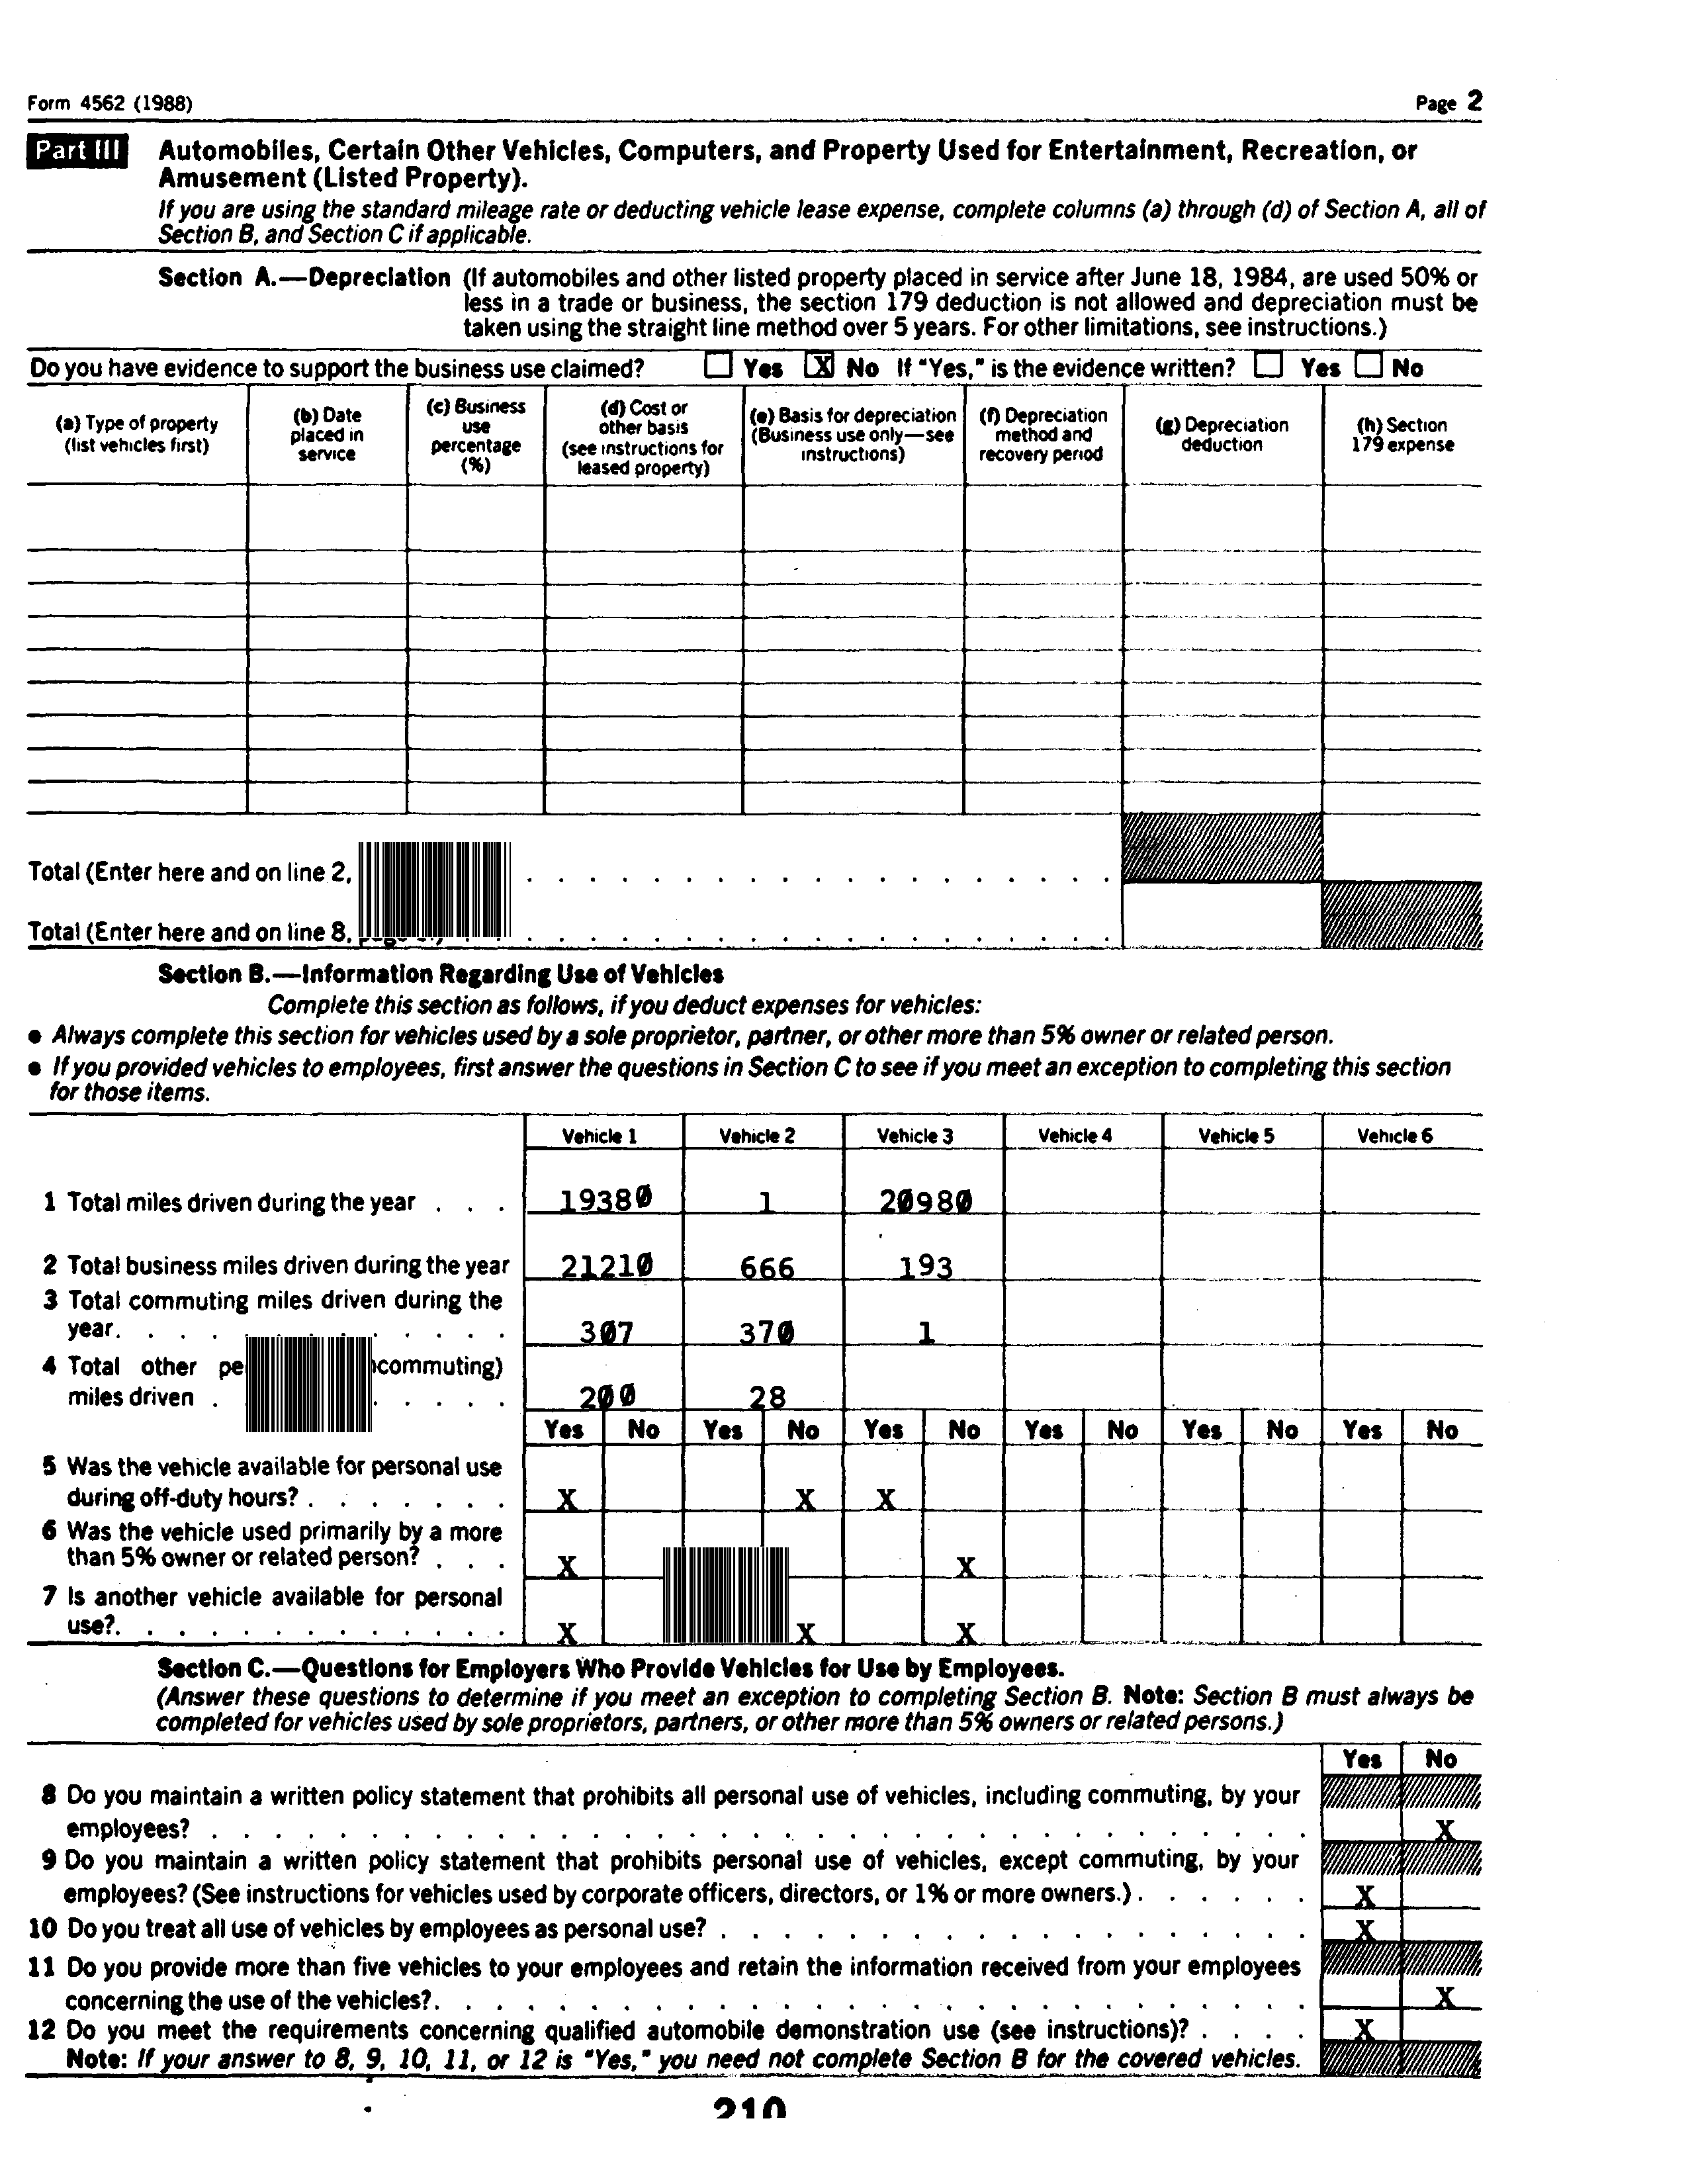 Form 4562 (1988) Page 2
Part III Automobiles, Certain Other Vehicles, Computers, and Property Used for Entertainment, Recreation, or
Amusement (Listed Property).
If you are using the standard mileage rate or deducting vehicle lease expense, complete columns (a) through (d) of Section A, all of
Section B, and Section C if applicable.
Section A.—Depreciation (If automobiles and other listed property placed in service after June 18, 1984, are used 50% or
less in a trade or business, the section 179 deduction is not allowed and depreciation must be
taken using the straight line method over 5 years. For other limitations, see instructions.)
Do you have evidence to support the business use claimed? Yes X No If "Yes," is the evidence written? Yes No
(a) Type of property
(list vehicles first)
(b) Date
placed in
service
(c) Business
use
percentage
(%)
(d) Cost or
other basis
(see instructions for
leased property)
(e) Basis for depreciation
(Business use only—see
instructions)
(f) Depreciation
method and
recovery period
(g) Depreciation
deduction
(h) Section
179 expense
Total (Enter here and on line 2,
Total (Enter here and on line 8,
Section B.—Information Regarding Use of Vehicles
Complete this section as follows, if you deduct expenses for vehicles:
● Always complete this section for vehicles used by a sole proprietor, partner, or other more than 5% owner or related person.
● If you provided vehicles to employees, first answer the questions in Section C to see if you meet an exception to completing this section
for those items.
Vehicle 1 Vehicle 2 Vehicle 3 Vehicle 4 Vehicle 5 Vehicle 6
1 Total miles driven during the year . . . 19380 1 20980
2 Total business miles driven during the year 21210 666 193
3 Total commuting miles driven during the
year. . . . . . . . . . . . . 307 370 1
4 Total other commuting)
miles driven . . . . . . 200 28
Yes No Yes No Yes No Yes No Yes No Yes No
5 Was the vehicle available for personal use
during off-duty hours? . . . . . . . X X X
6 Was the vehicle used primarily by a more
than 5% owner or related person? . . . X X
7 Is another vehicle available for personal
use?. . . . . . . . . . . . . X X X
Section C.—Questions for Employers Who Provide Vehicles for Use by Employees.
(Answer these questions to determine if you meet an exception to completing Section B. Note: Section B must always be
completed for vehicles used by sole proprietors, partners, or other more than 5% owners or related persons.)
Yes No
8 Do you maintain a written policy statement that prohibits all personal use of vehicles, including commuting, by your
employees? . . . . . . . . . . . . . . . . . . . . . . . . . . . . . . . . . . X
9 Do you maintain a written policy statement that prohibits personal use of vehicles, except commuting, by your
employees? (See instructions for vehicles used by corporate officers, directors, or 1% or more owners.) . . . . . . X
10 Do you treat all use of vehicles by employees as personal use? . . . . . . . . . . . . . . . . . . . X
11 Do you provide more than five vehicles to your employees and retain the information received from your employees
concerning the use of the vehicles?. . . . . . . . . . . . . . . . . . . . . . . . . . . . X
12 Do you meet the requirements concerning qualified automobile demonstration use (see instructions)? . . . . X
Note: If your answer to 8, 9, 10, 11, or 12 is "Yes," you need not complete Section B for the covered vehicles.
210